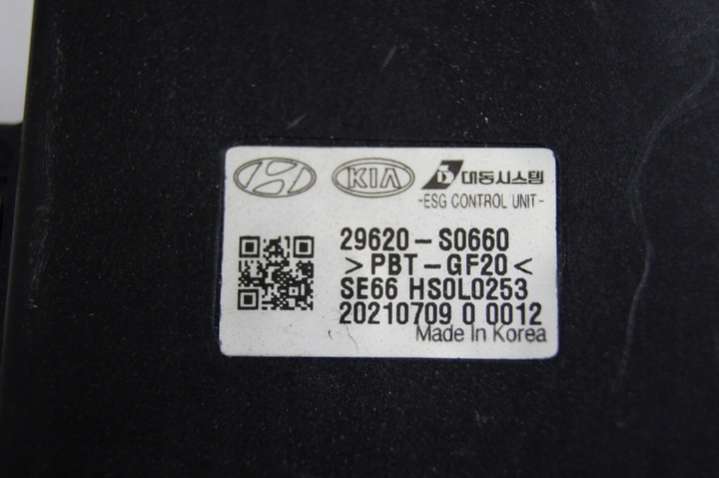 KIA 대동시스템
-ESG CONTROL UNIT-
29620-S0660
>PBT-GF20<
SE66 HS0L0253
20210709 0 0012
Made In Korea